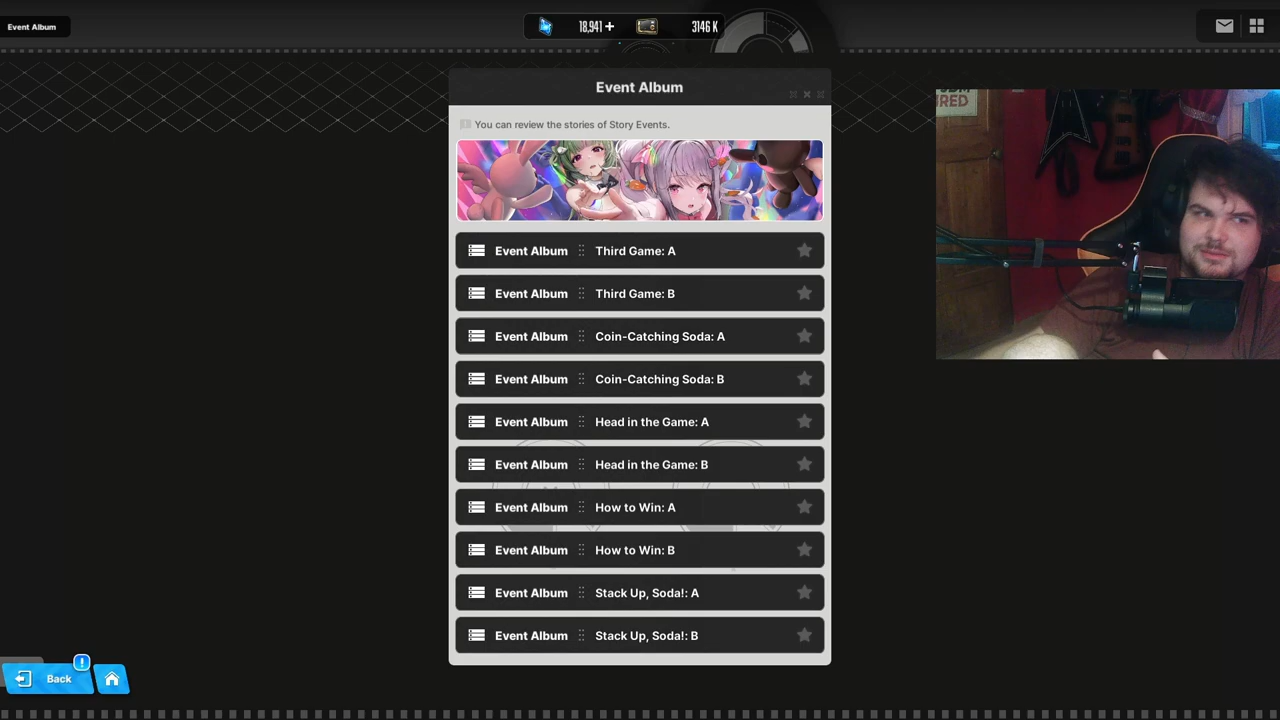 Event Album
18,941 +
3146 K
Event Album
You can review the stories of Story Events.
Event Album Third Game: A
Event Album Third Game: B
Event Album Coin-Catching Soda: A
Event Album Coin-Catching Soda: B
Event Album Head in the Game: A
Event Album Head in the Game: B
Event Album How to Win: A
Event Album How to Win: B
Event Album Stack Up, Soda!: A
Event Album Stack Up, Soda!: B
!
Back